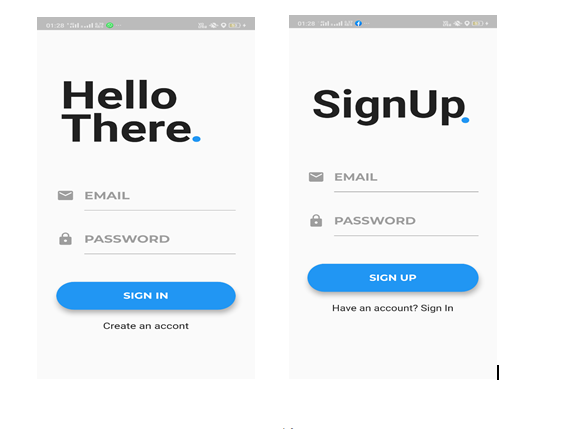 01:28
Hello
There.
EMAIL
PASSWORD
SIGN IN
Create an accont
01:28
SignUp.
EMAIL
PASSWORD
SIGN UP
Have an account? Sign In